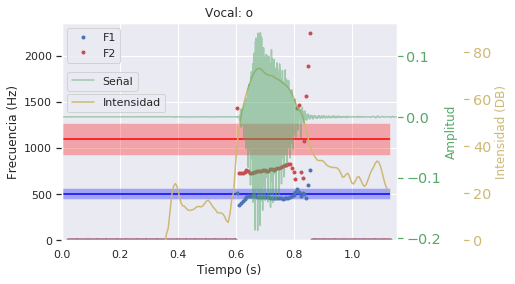 Vocal: o
F1
F2
Señal
Intensidad
Frecuencia (Hz)
2000
1500
1000
500
0
0.0 0.2 0.4 0.6 0.8 1.0
Tiempo (s)
0.1
0.0
−0.1
−0.2
Amplitud
80
60
40
20
0
Intensidad (DB)